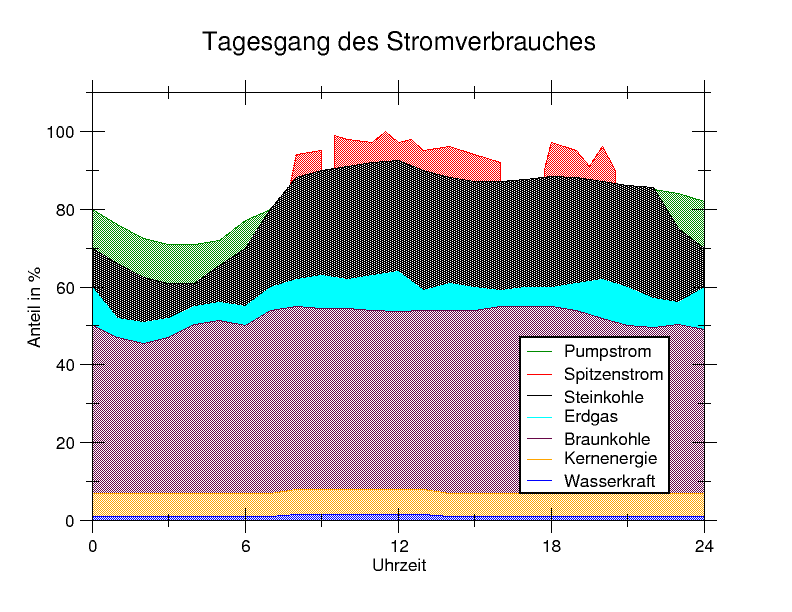 Tagesgang des Stromverbrauches
100
80
60
40
20
0
Anteil in %
Pumpstrom
Spitzenstrom
Steinkohle
Erdgas
Braunkohle
Kernenergie
Wasserkraft
0 6 12 18 24
Uhrzeit